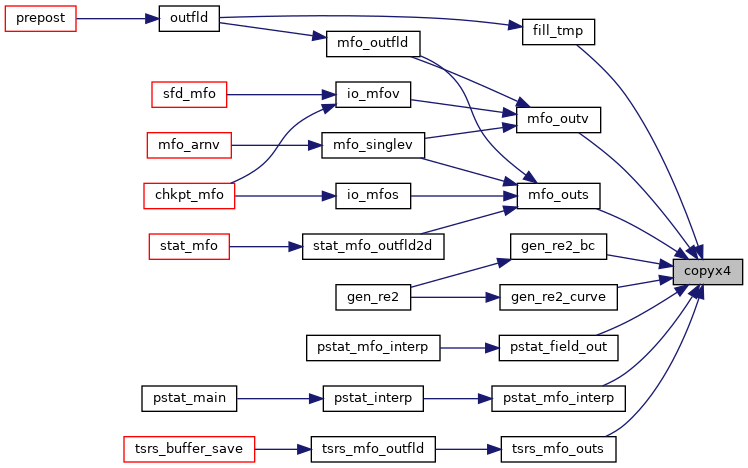 prepost
outfld
fill_tmp
mfo_outfld
sfd_mfo
io_mfov
mfo_outv
mfo_arnv
mfo_singlev
chkpt_mfo
io_mfos
mfo_outs
stat_mfo
stat_mfo_outfld2d
gen_re2_bc
copyx4
gen_re2
gen_re2_curve
pstat_mfo_interp
pstat_field_out
pstat_main
pstat_interp
pstat_mfo_interp
tsrs_buffer_save
tsrs_mfo_outfld
tsrs_mfo_outs